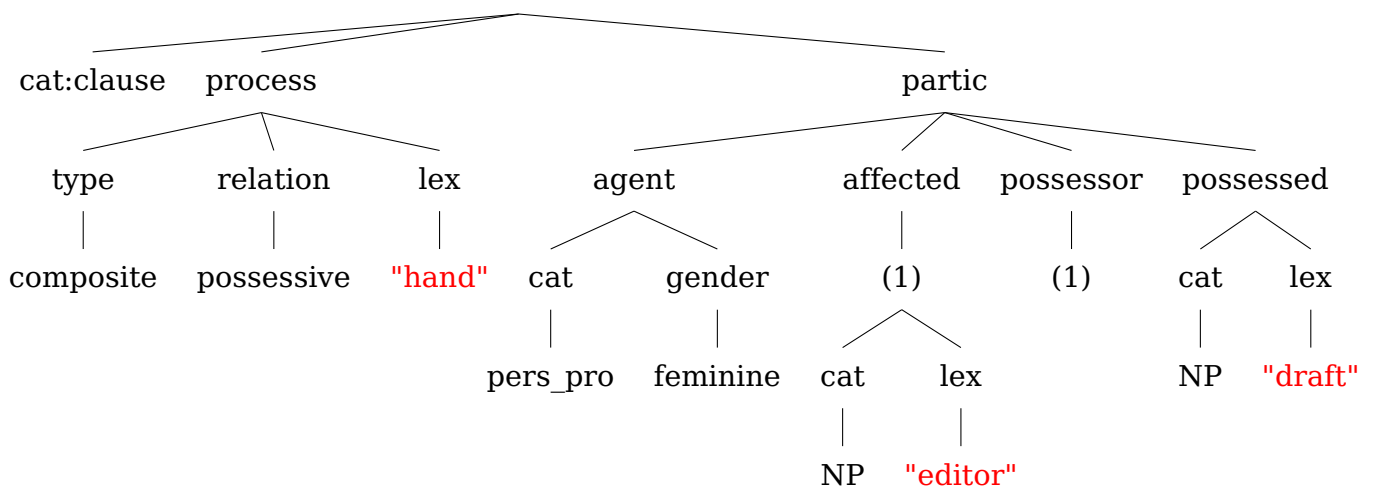 cat:clause process partic
type relation lex agent affected possessor possessed
composite possessive "hand" cat gender (1) (1) cat lex
pers_pro feminine cat lex NP "draft"
NP "editor"